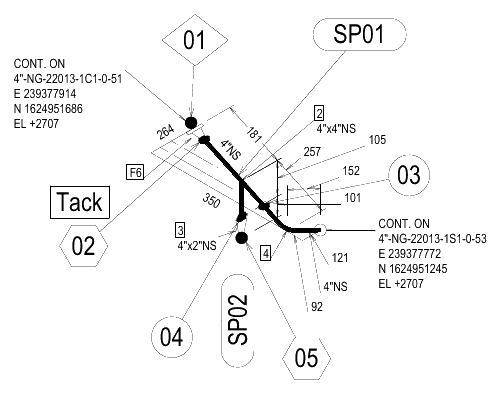 01
SP01
CONT. ON
4"-NG-22013-1C1-0-51
E 239377914
N 1624951686
EL +2707
264
4"NS
181
2
4"x4"NS
105
257
152
101
03
F6
Tack
02
350
3
4"x2"NS
4
CONT. ON
4"-NG-22013-1S1-0-53
E 239377772
N 1624951245
EL +2707
121
4"NS
92
04
SP02
05